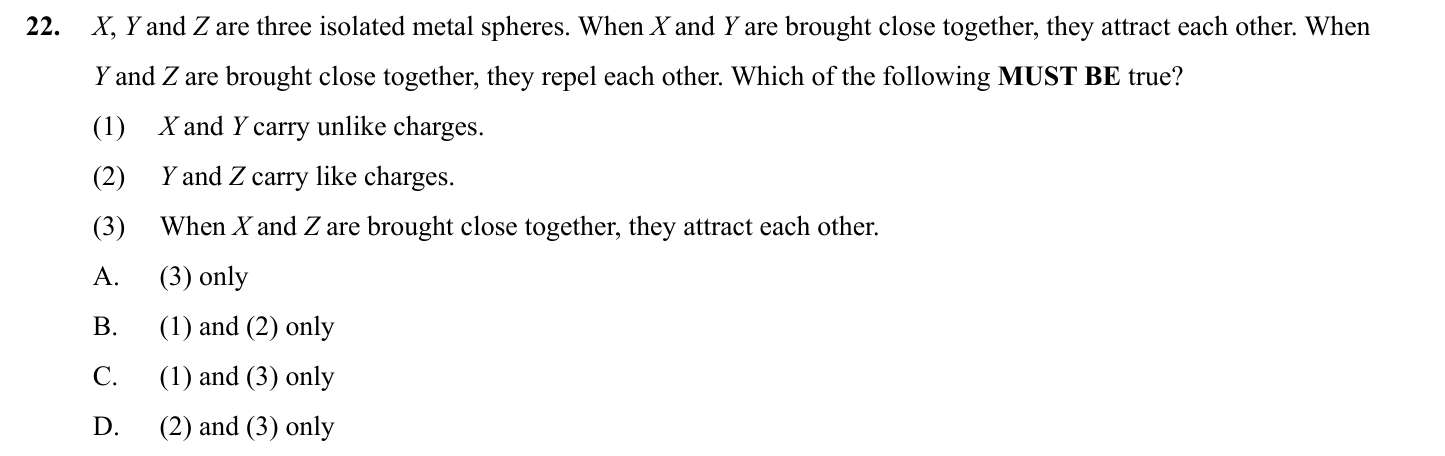 22. X, Y and Z are three isolated metal spheres. When X and Y are brought close together, they attract each other. When
Y and Z are brought close together, they repel each other. Which of the following MUST BE true?
(1) X and Y carry unlike charges.
(2) Y and Z carry like charges.
(3) When X and Z are brought close together, they attract each other.
A. (3) only
B. (1) and (2) only
C. (1) and (3) only
D. (2) and (3) only